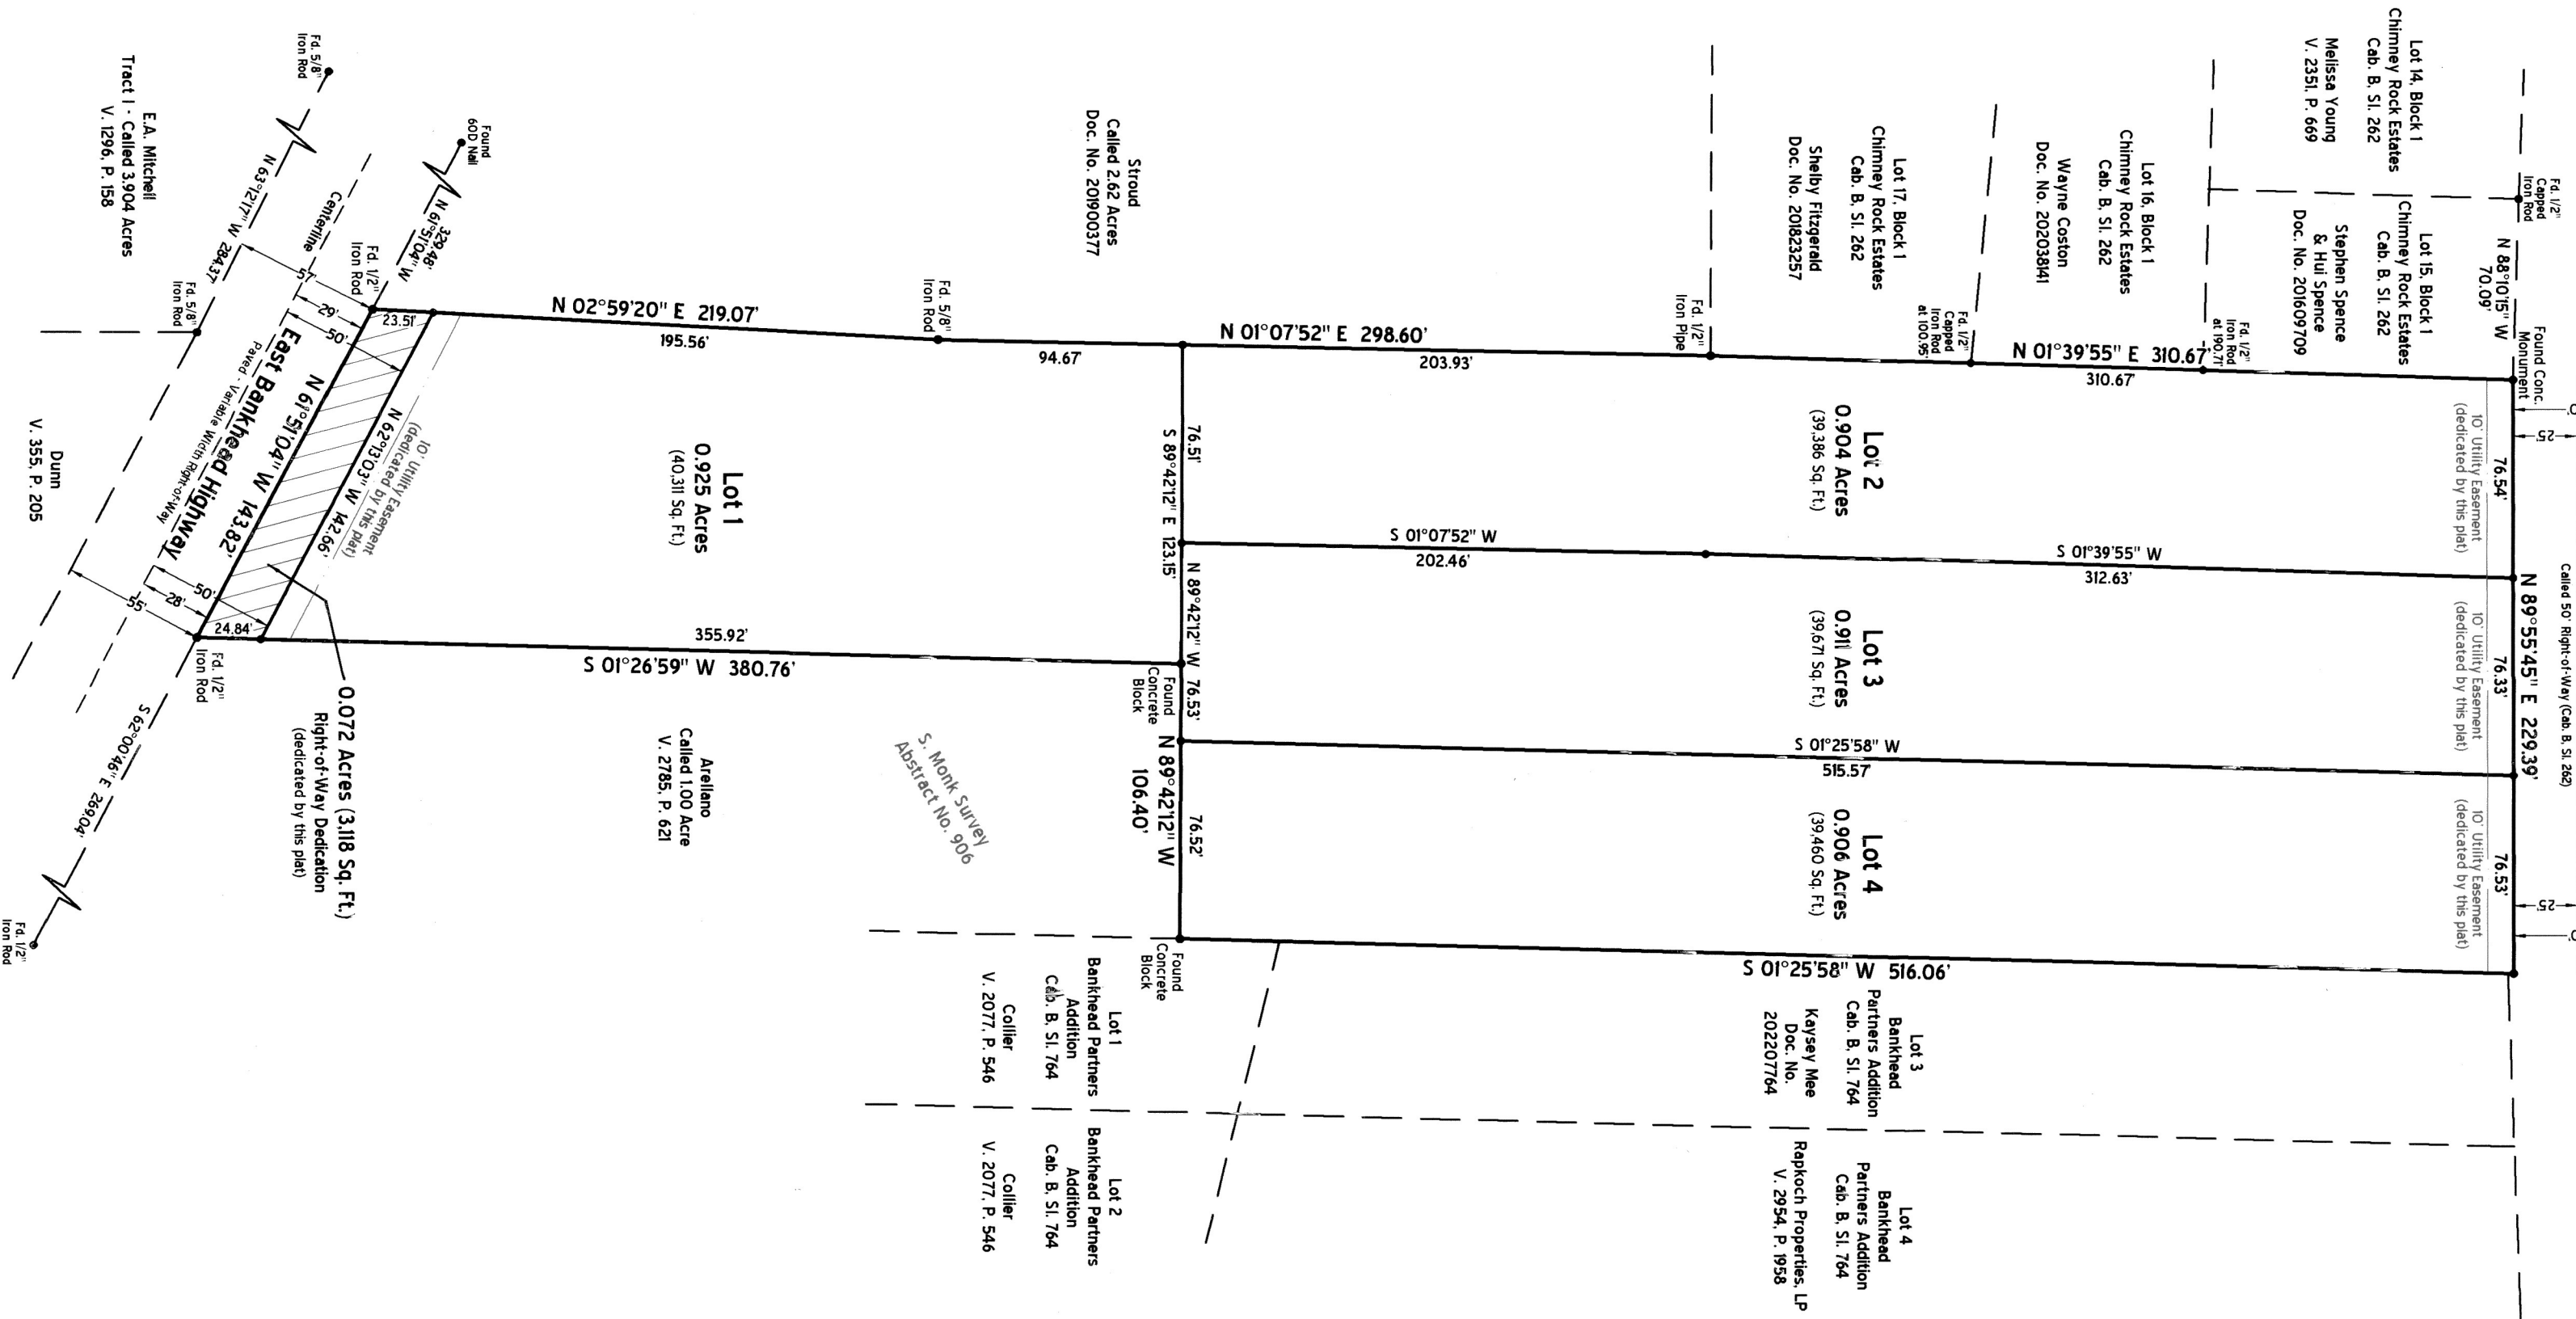 Lot 14, Block 1
Chimney Rock Estates
Cab. B, Sl. 262
Melissa Young
V. 2351, P. 669
Fd. 1/2"
Capped
Iron Rod
N 88°10'15" W
70.09'
Found Conc.
Monument
Lot 15, Block 1
Chimney Rock Estates
Cab. B, Sl. 262
Stephen Spence
& Hui Spence
Doc. No. 201609709
Fd. 1/2"
Iron Rod
at 190.71'
Lot 16, Block 1
Chimney Rock Estates
Cab. B, Sl. 262
Wayne Coston
Doc. No. 202038141
Fd. 1/2"
Capped
Iron Rod
at 100.95'
Lot 17, Block 1
Chimney Rock Estates
Cab. B, Sl. 262
Shelby Fitzgerald
Doc. No. 201823257
Fd. 1/2"
Iron Pipe
Stroud
Called 2.62 Acres
Doc. No. 201900377
Found
60D Nail
329.48'
N 61°51'04" W
Fd. 5/8"
Iron Rod
N 63°12'17" W 284.37'
E.A. Mitchell
Tract 1 - Called 3.904 Acres
V. 1296, P. 158
Centerline
Fd. 1/2"
Iron Rod
Fd. 5/8"
Iron Rod
57'
29'
50'
23.51'
N 02°59'20" E 219.07'
195.56'
Fd. 5/8"
Iron Rod
94.67'
N 01°07'52" E 298.60'
203.93'
N 01°39'55" E 310.67'
310.67'
25'
10' Utility Easement
(dedicated by this plat)
76.54'
Called 50' Right-of-Way (Cab. B, Sl. 262)
N 89°55'45" E 229.39'
10' Utility Easement
(dedicated by this plat)
76.33'
10' Utility Easement
(dedicated by this plat)
76.53'
25'
Lot 2
0.904 Acres
(39,386 Sq. Ft.)
76.51'
S 89°42'12" E 123.15'
S 01°07'52" W
202.46'
S 01°39'55" W
312.63'
Lot 3
0.911 Acres
(39,671 Sq. Ft.)
N 89°42'12" W 76.53'
S 01°25'58" W
515.57'
Found
Concrete
Block
Lot 4
0.906 Acres
(39,460 Sq. Ft.)
76.52'
N 89°42'12" W
106.40'
S 01°25'58" W 516.06'
Found
Concrete
Block
Lot 1
0.925 Acres
(40,311 Sq. Ft.)
10' Utility Easement
(dedicated by this plat)
N 62°13'03" W 142.66'
N 61°51'04" W 143.82'
East Bankhead Highway
Paved - Variable Width Right-of-Way
50'
28'
55'
24.84'
355.92'
S 01°26'59" W 380.76'
Fd. 1/2"
Iron Rod
Dunn
V. 355, P. 205
0.072 Acres (3,118 Sq. Ft.)
Right-of-Way Dedication
(dedicated by this plat)
S 62°00'46" E 269.04'
Fd. 1/2"
Iron Rod
Arellano
Called 1.00 Acre
V. 2785, P. 621
S. Monk Survey
Abstract No. 906
Lot 1
Bankhead Partners
Addition
Cab. B, Sl. 764
Collier
V. 2077, P. 546
Lot 2
Bankhead Partners
Addition
Cab. B, Sl. 764
Collier
V. 2077, P. 546
Lot 3
Bankhead
Partners Addition
Cab. B, Sl. 764
Kaysey Mee
Doc. No.
202207764
Lot 4
Bankhead
Partners Addition
Cab. B, Sl. 764
Rapkoch Properties, LP
V. 2954, P. 1958